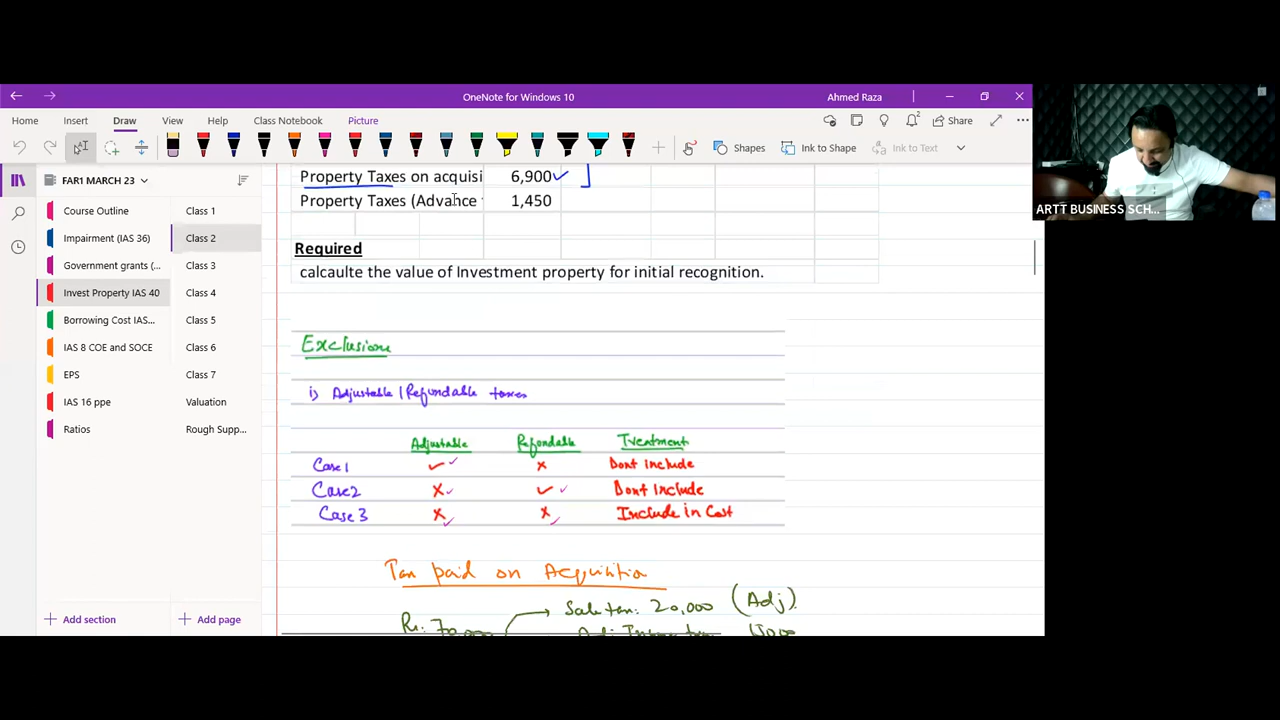 OneNote for Windows 10
Ahmed Raza
Home Insert Draw View Help Class Notebook Picture
Share
Shapes Ink to Shape Ink to Text
FAR1 MARCH 23
Course Outline
Impairment (IAS 36)
Government grants (...
Invest Property IAS 40
Borrowing Cost IAS...
IAS 8 COE and SOCE
EPS
IAS 16 ppe
Ratios
Add section
Class 1
Class 2
Class 3
Class 4
Class 5
Class 6
Class 7
Valuation
Rough Supp...
Add page
Property Taxes on acquisi 6,900
Property Taxes (Advance 1,450
Required
calcaulte the value of Investment property for initial recognition.
Exclusion
i) Adjustable / Refundable taxes
Adjustable Refondable Treatment
Case 1 ✓ x Dont include
Case 2 x ✓ Dont include
Case 3 x x Include in Cost
Tax paid on Acquisition
Sale tax: 20,000 (Adj).
Rs. 70,000
ARTT BUSINESS SCH...